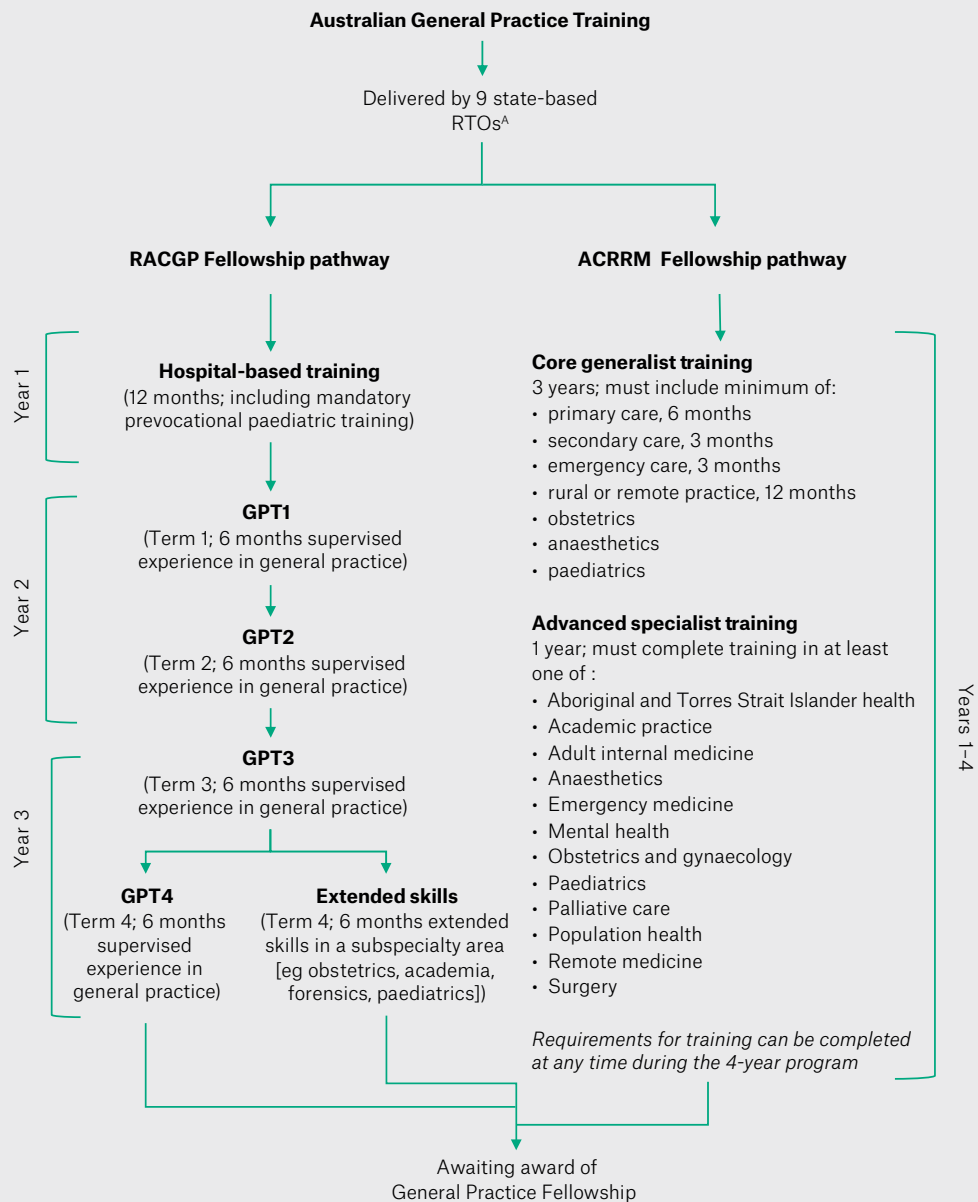 Australian General Practice Training
Delivered by 9 state-based
RTOsᴬ
RACGP Fellowship pathway
Year 1
Hospital-based training
(12 months; including mandatory
prevocational paediatric training)
Year 2
GPT1
(Term 1; 6 months supervised
experience in general practice)
GPT2
(Term 2; 6 months supervised
experience in general practice)
Year 3
GPT3
(Term 3; 6 months supervised
experience in general practice)
GPT4
(Term 4; 6 months
supervised
experience in
general practice)
Extended skills
(Term 4; 6 months extended
skills in a subspecialty area
[eg obstetrics, academia,
forensics, paediatrics])
ACRRM  Fellowship pathway
Core generalist training
3 years; must include minimum of:
• primary care, 6 months
• secondary care, 3 months
• emergency care, 3 months
• rural or remote practice, 12 months
• obstetrics
• anaesthetics
• paediatrics
Advanced specialist training
1 year; must complete training in at least
one of :
• Aboriginal and Torres Strait Islander health
• Academic practice
• Adult internal medicine
• Anaesthetics
• Emergency medicine
• Mental health
• Obstetrics and gynaecology
• Paediatrics
• Palliative care
• Population health
• Remote medicine
• Surgery
Requirements for training can be completed
at any time during the 4-year program
Years 1–4
Awaiting award of
General Practice Fellowship